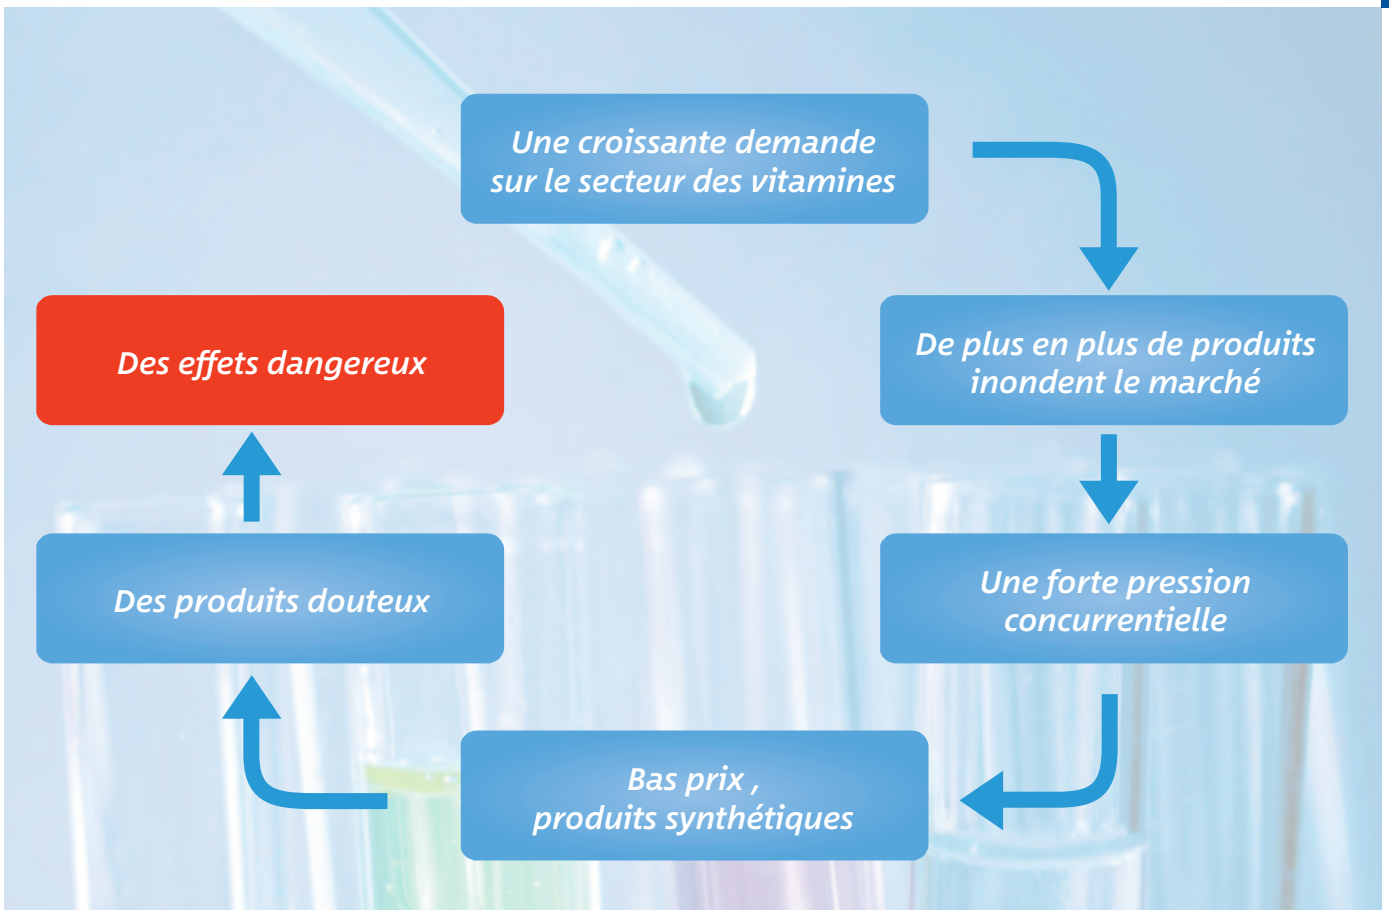 Une croissante demande
sur le secteur des vitamines
De plus en plus de produits
inondent le marché
Une forte pression
concurrentielle
Bas prix ,
produits synthétiques
Des produits douteux
Des effets dangereux